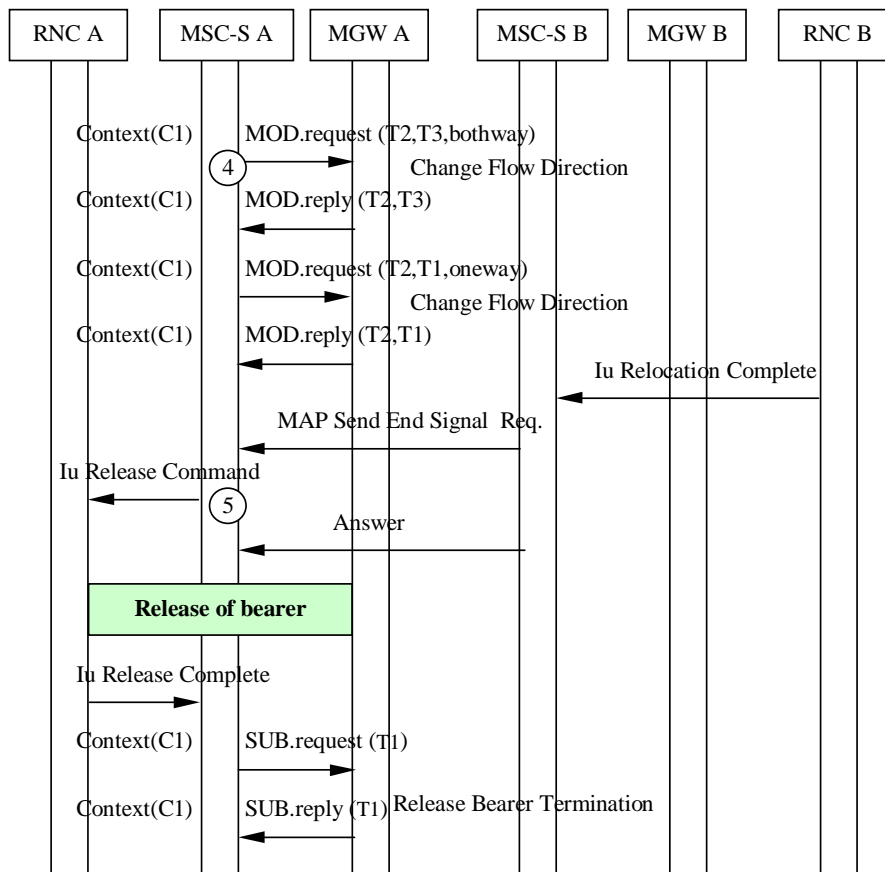 RNC A MSC-S A MGW A MSC-S B MGW B RNC B
Context(C1) MOD.request (T2,T3,bothway)
4 Change Flow Direction
Context(C1) MOD.reply (T2,T3)
Context(C1) MOD.request (T2,T1,oneway)
Change Flow Direction
Context(C1) MOD.reply (T2,T1)
Iu Relocation Complete
MAP Send End Signal Req.
Iu Release Command
5
Answer
Release of bearer
Iu Release Complete
Context(C1) SUB.request (T1)
Context(C1) SUB.reply (T1) Release Bearer Termination